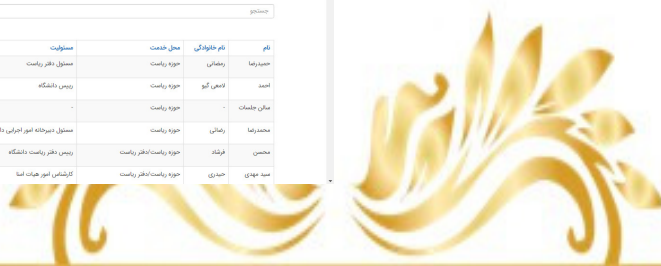 جستجو
نام نام خانوادگی محل خدمت مسئولیت
حمیدرضا رمضانی حوزه ریاست مسئول دفتر ریاست
احمد لامعی گیو حوزه ریاست رییس دانشگاه
سالن جلسات - حوزه ریاست -
محمدرضا رضائی حوزه ریاست مسئول دبیرخانه امور اجرایی دا
محسن فرشاد حوزه ریاست/دفتر ریاست رییس دفتر ریاست دانشگاه
سید مهدی حیدری حوزه ریاست/دفتر ریاست کارشناس امور هیات امنا